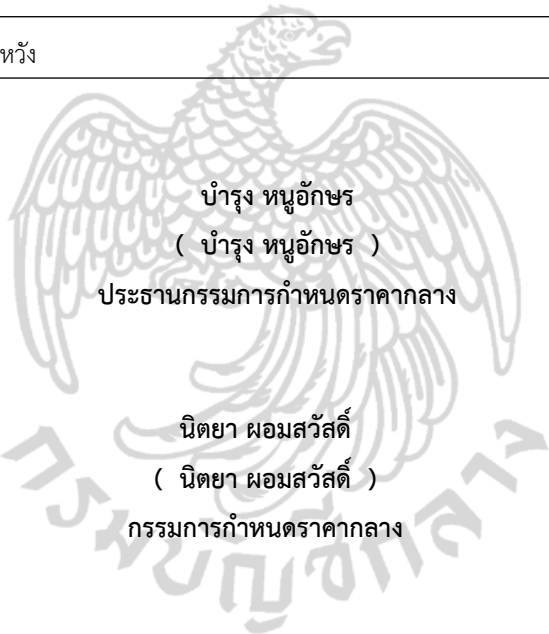 หวัง
บำรุง หนูอักษร
( บำรุง หนูอักษร )
ประธานกรรมการกำหนดราคากลาง
นิตยา ผอมสวัสดิ์
( นิตยา ผอมสวัสดิ์ )
กรรมการกำหนดราคากลาง
กรมบัญชีกลาง